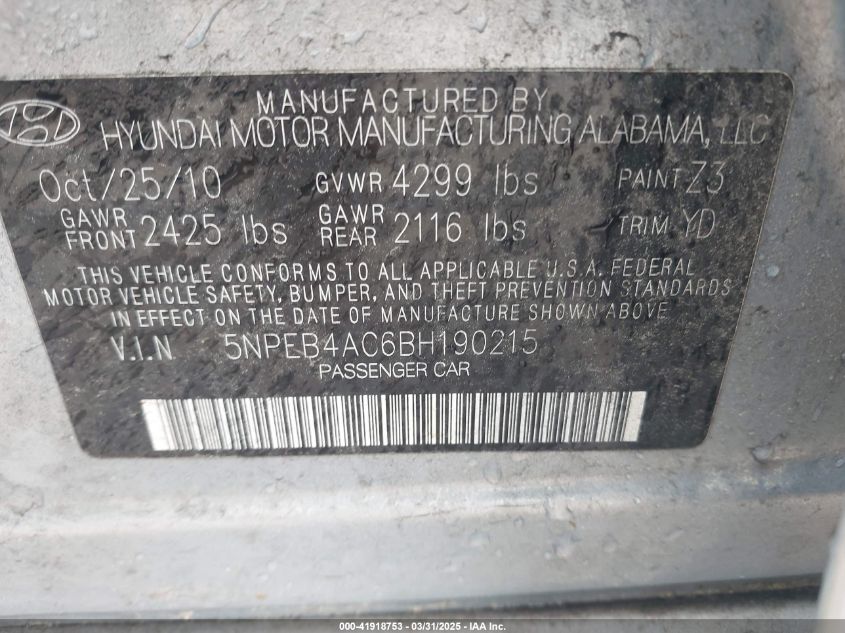 MANUFACTURED BY
HYUNDAI MOTOR MANUFACTURING ALABAMA, LLC
Oct/25/10 GVWR 4299 lbs PAINT Z3
GAWR FRONT 2425 lbs GAWR REAR 2116 lbs TRIM YD
THIS VEHICLE CONFORMS TO ALL APPLICABLE U.S.A. FEDERAL
MOTOR VEHICLE SAFETY, BUMPER, AND THEFT PREVENTION STANDARDS
IN EFFECT ON THE DATE OF MANUFACTURE SHOWN ABOVE
V.I.N 5NPEB4AC6BH190215
PASSENGER CAR
000-41918753 - 03/31/2025 - IAA Inc.